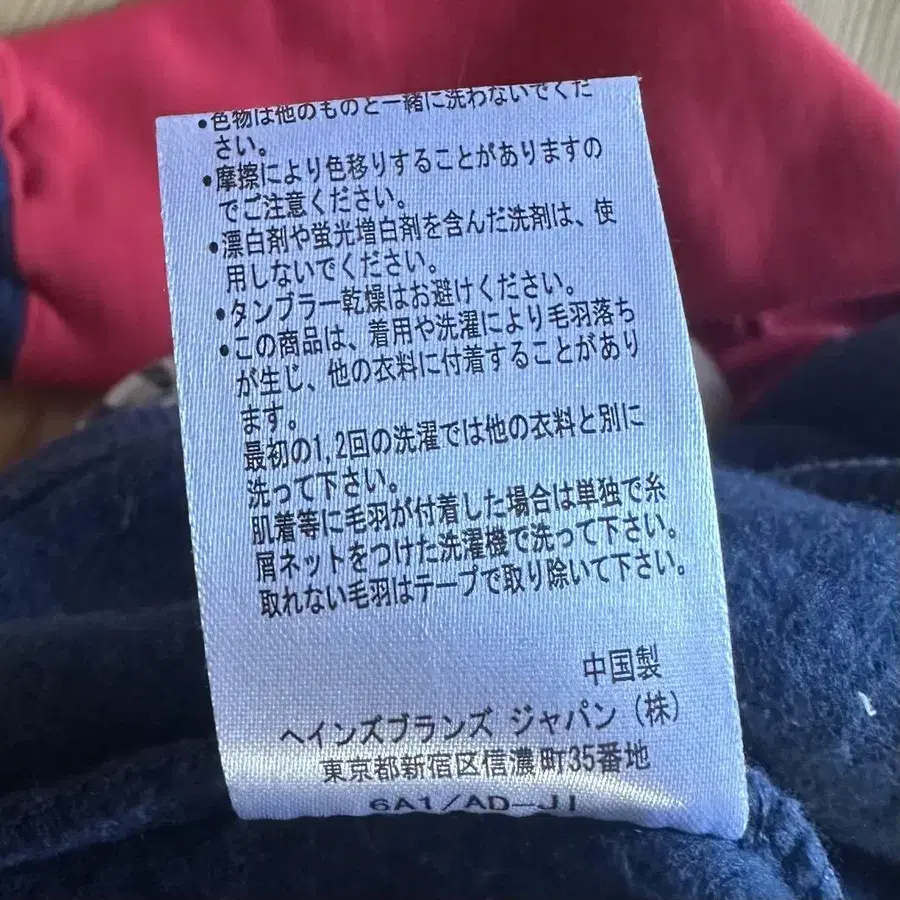 •色物は他のものと一緒に洗わないでくだ
さい。
•摩擦により色移りすることがありますの
でご注意ください。
•漂白剤や蛍光増白剤を含んだ洗剤は、使
用しないでください。
•タンブラー乾燥はお避けください。
•この商品は、着用や洗濯により毛羽落ち
が生じ、他の衣料に付着することがあり
ます。
最初の1,2回の洗濯では他の衣料と別に
洗って下さい。
肌着等に毛羽が付着した場合は単独で糸
屑ネットをつけた洗濯機で洗って下さい。
取れない毛羽はテープで取り除いて下さい。
中国製
ヘインズブランズ ジャパン (株)
東京都新宿区信濃町35番地
6A1/AD-JI